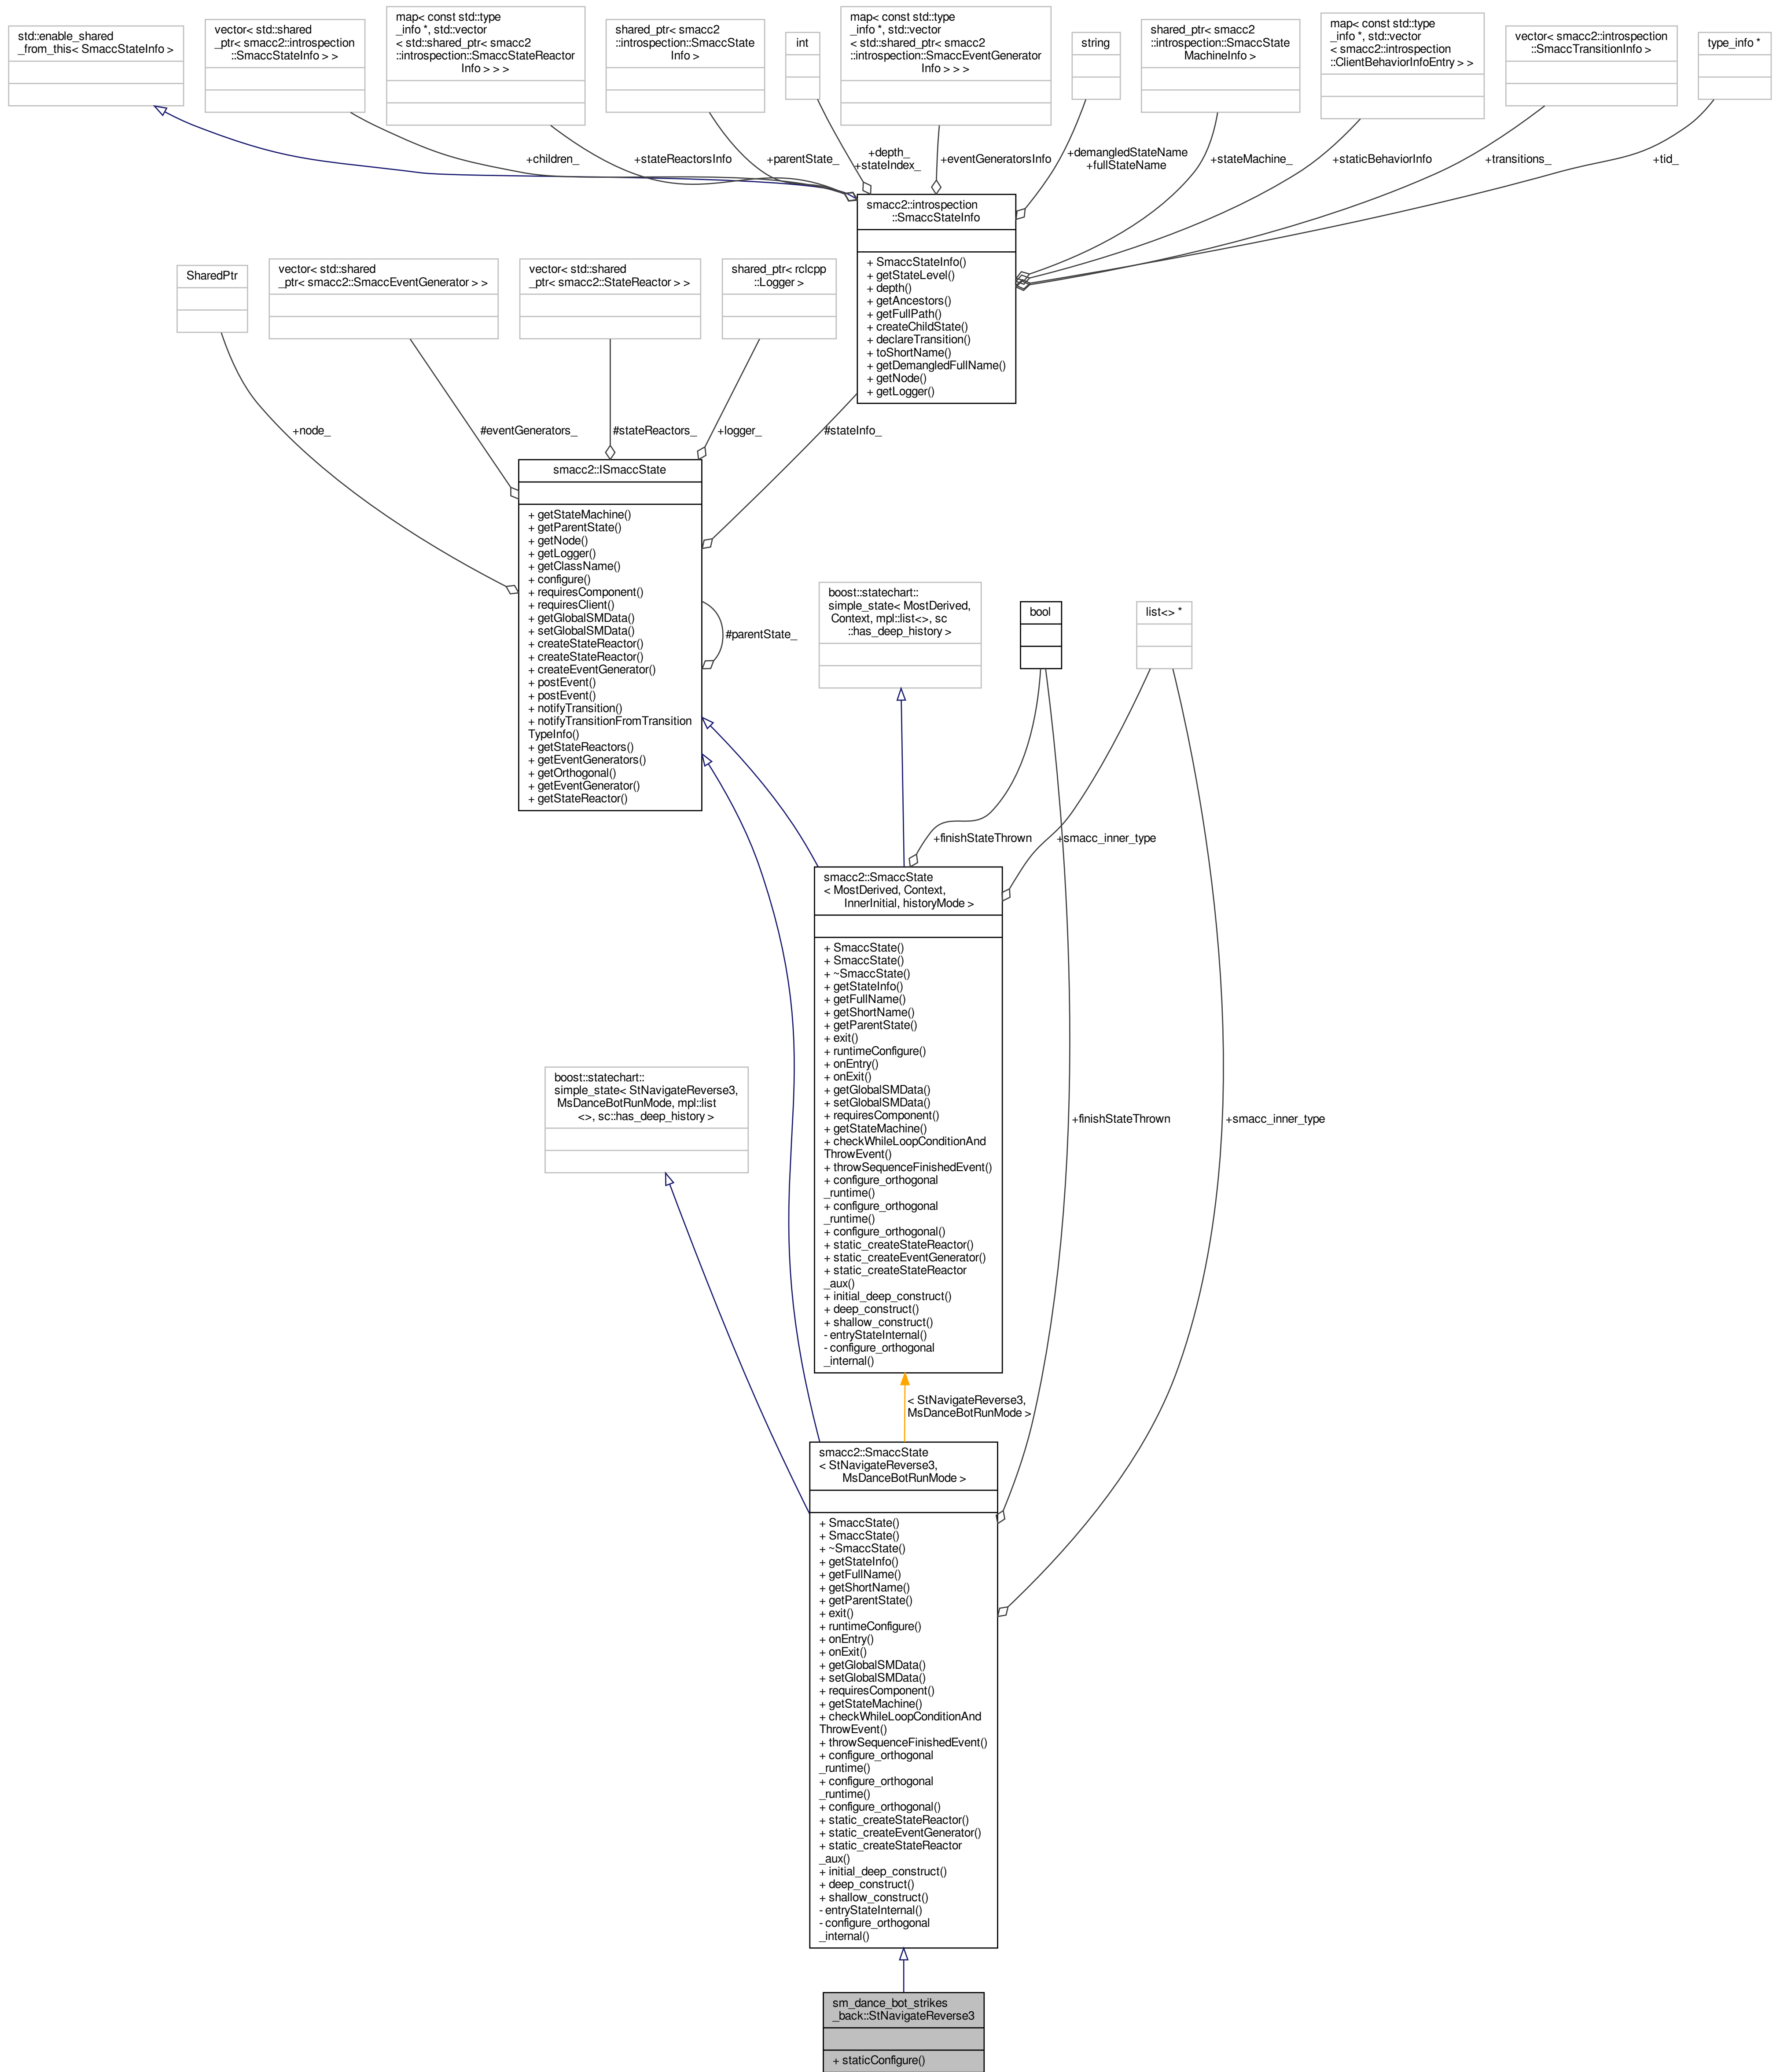 std::enable_shared
_from_this< SmaccStateInfo >
vector< std::shared
_ptr< smacc2::introspection
::SmaccStateInfo > >
map< const std::type
_info *, std::vector
< std::shared_ptr< smacc2
::introspection::SmaccStateReactor
Info > > >
shared_ptr< smacc2
::introspection::SmaccState
Info >
int
map< const std::type
_info *, std::vector
< std::shared_ptr< smacc2
::introspection::SmaccEventGenerator
Info > > >
string
shared_ptr< smacc2
::introspection::SmaccState
MachineInfo >
map< const std::type
_info *, std::vector
< smacc2::introspection
::ClientBehaviorInfoEntry > >
vector< smacc2::introspection
::SmaccTransitionInfo >
type_info *
+children_
+stateReactorsInfo
+parentState_
+depth_
+stateIndex_
+eventGeneratorsInfo
+demangledStateName
+fullStateName
+stateMachine_
+staticBehaviorInfo
+transitions_
+tid_
smacc2::introspection
::SmaccStateInfo
+ SmaccStateInfo()
+ getStateLevel()
+ depth()
+ getAncestors()
+ getFullPath()
+ createChildState()
+ declareTransition()
+ toShortName()
+ getDemangledFullName()
+ getNode()
+ getLogger()
SharedPtr
vector< std::shared
_ptr< smacc2::SmaccEventGenerator > >
vector< std::shared
_ptr< smacc2::StateReactor > >
shared_ptr< rclcpp
::Logger >
+node_
#eventGenerators_
#stateReactors_
+logger_
#stateInfo_
smacc2::ISmaccState
+ getStateMachine()
+ getParentState()
+ getNode()
+ getLogger()
+ getClassName()
+ configure()
+ requiresComponent()
+ requiresClient()
+ getGlobalSMData()
+ setGlobalSMData()
+ createStateReactor()
+ createStateReactor()
+ createEventGenerator()
+ postEvent()
+ postEvent()
+ notifyTransition()
+ notifyTransitionFromTransition
TypeInfo()
+ getStateReactors()
+ getEventGenerators()
+ getOrthogonal()
+ getEventGenerator()
+ getStateReactor()
#parentState_
boost::statechart::
simple_state< MostDerived,
Context, mpl::list<>, sc
::has_deep_history >
bool
list<> *
+finishStateThrown
+smacc_inner_type
smacc2::SmaccState
< MostDerived, Context,
InnerInitial, historyMode >
+ SmaccState()
+ SmaccState()
+ ~SmaccState()
+ getStateInfo()
+ getFullName()
+ getShortName()
+ getParentState()
+ exit()
+ runtimeConfigure()
+ onEntry()
+ onExit()
+ getGlobalSMData()
+ setGlobalSMData()
+ requiresComponent()
+ getStateMachine()
+ checkWhileLoopConditionAnd
ThrowEvent()
+ throwSequenceFinishedEvent()
+ configure_orthogonal
_runtime()
+ configure_orthogonal
_runtime()
+ configure_orthogonal()
+ static_createStateReactor()
+ static_createEventGenerator()
+ static_createStateReactor
_aux()
+ initial_deep_construct()
+ deep_construct()
+ shallow_construct()
- entryStateInternal()
- configure_orthogonal
_internal()
boost::statechart::
simple_state< StNavigateReverse3,
MsDanceBotRunMode, mpl::list
<>, sc::has_deep_history >
+finishStateThrown
+smacc_inner_type
< StNavigateReverse3,
MsDanceBotRunMode >
smacc2::SmaccState
< StNavigateReverse3,
MsDanceBotRunMode >
+ SmaccState()
+ SmaccState()
+ ~SmaccState()
+ getStateInfo()
+ getFullName()
+ getShortName()
+ getParentState()
+ exit()
+ runtimeConfigure()
+ onEntry()
+ onExit()
+ getGlobalSMData()
+ setGlobalSMData()
+ requiresComponent()
+ getStateMachine()
+ checkWhileLoopConditionAnd
ThrowEvent()
+ throwSequenceFinishedEvent()
+ configure_orthogonal
_runtime()
+ configure_orthogonal
_runtime()
+ configure_orthogonal()
+ static_createStateReactor()
+ static_createEventGenerator()
+ static_createStateReactor
_aux()
+ initial_deep_construct()
+ deep_construct()
+ shallow_construct()
- entryStateInternal()
- configure_orthogonal
_internal()
sm_dance_bot_strikes
_back::StNavigateReverse3
+ staticConfigure()